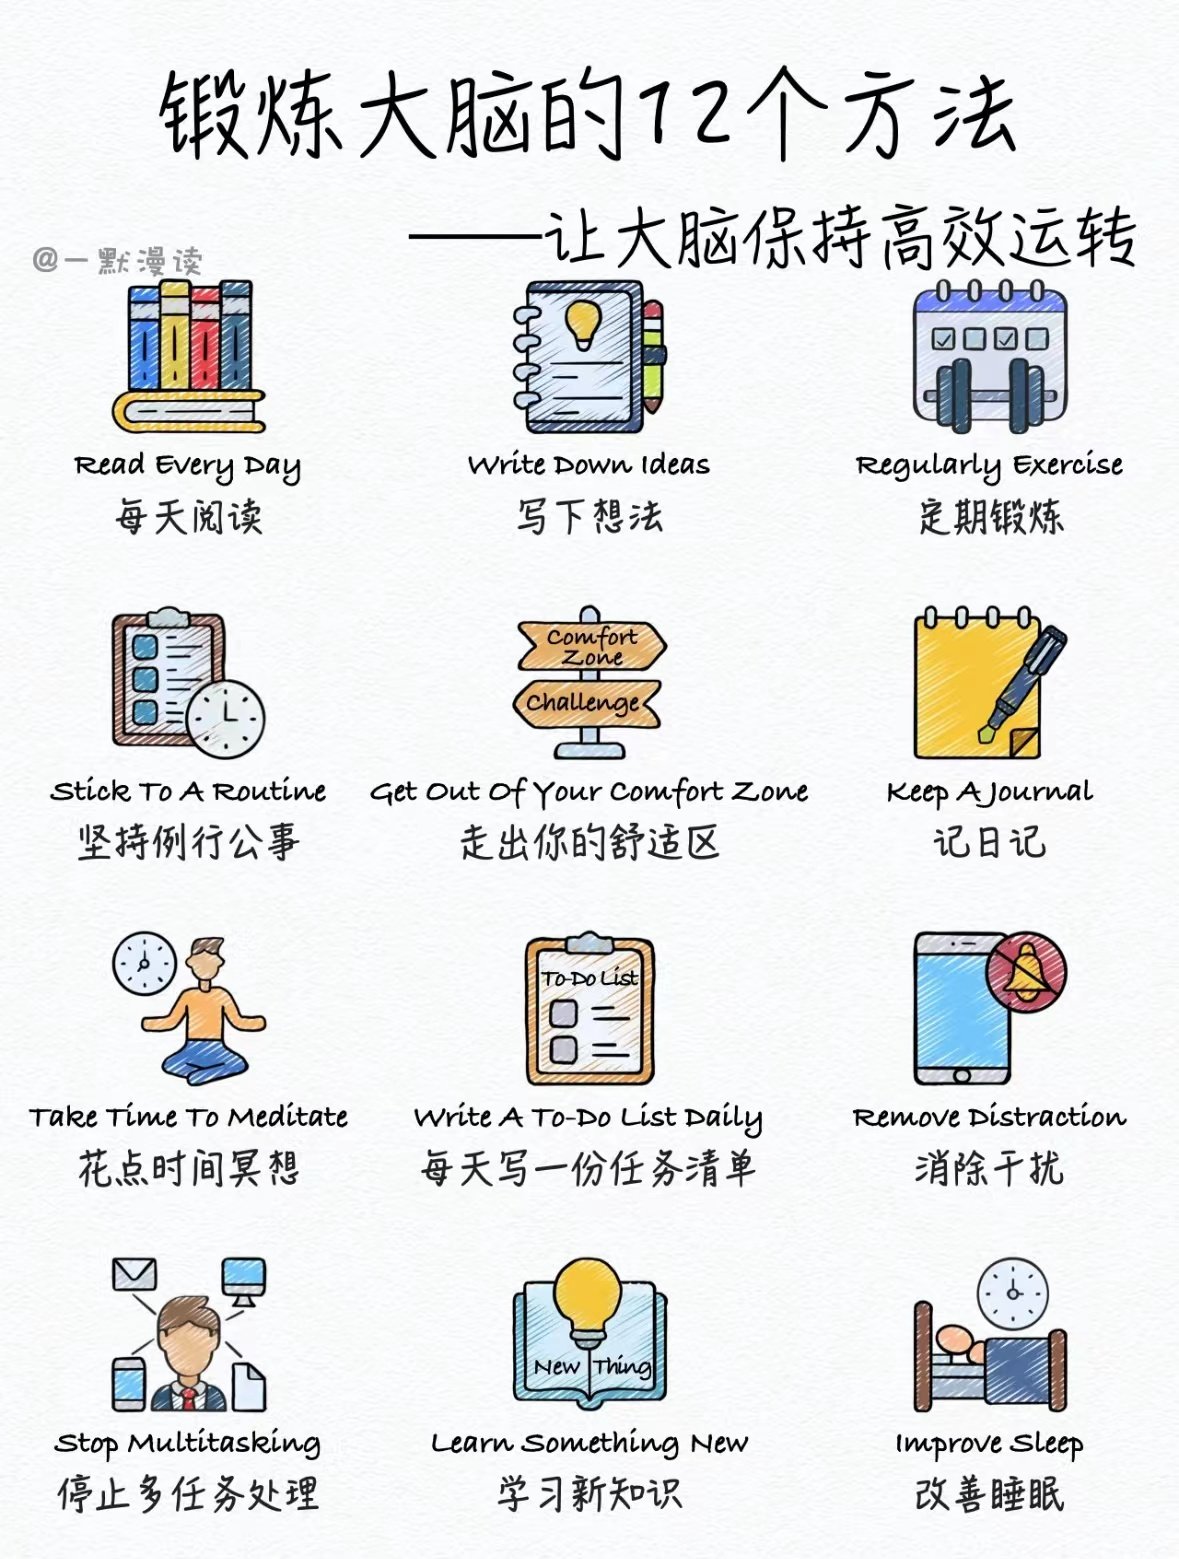 锻炼大脑的12个方法
——让大脑保持高效运转
@一默漫读
Read Every Day
每天阅读
Write Down Ideas
写下想法
Regularly Exercise
定期锻炼
Stick To A Routine
坚持例行公事
Comfort
Zone
Challenge
Get Out Of Your Comfort Zone
走出你的舒适区
Keep A Journal
记日记
Take Time To Meditate
花点时间冥想
To-Do List
Write A To-Do List Daily
每天写一份任务清单
Remove Distraction
消除干扰
Stop Multitasking
停止多任务处理
New Thing
Learn Something New
学习新知识
Improve Sleep
改善睡眠